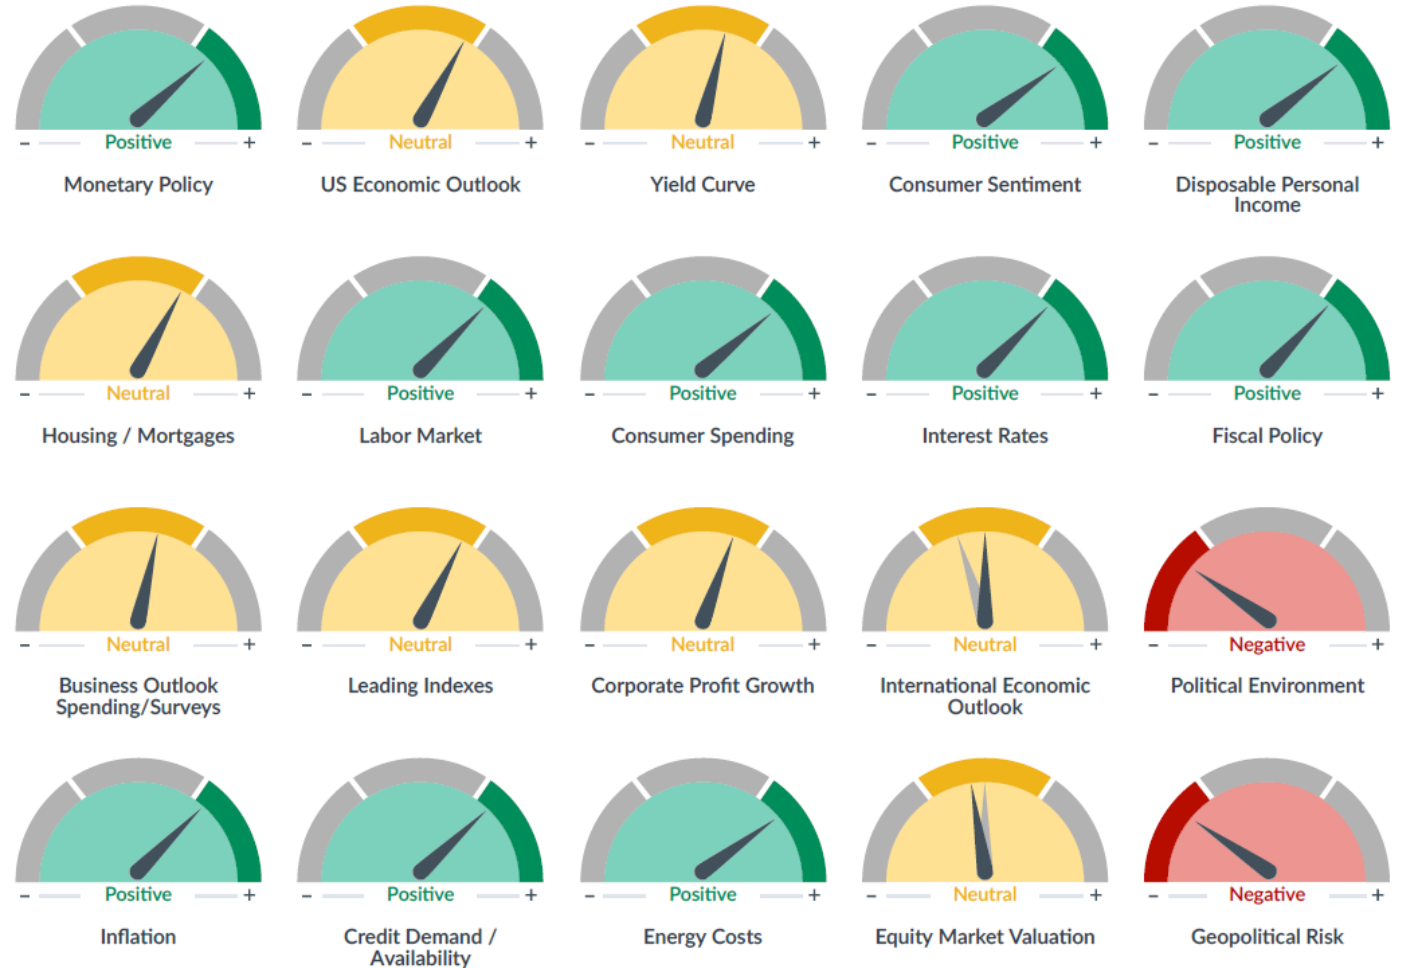 - Positive +
Monetary Policy
- Neutral +
US Economic Outlook
- Neutral +
Yield Curve
- Positive +
Consumer Sentiment
- Positive +
Disposable Personal
Income
- Neutral +
Housing / Mortgages
- Positive +
Labor Market
- Positive +
Consumer Spending
- Positive +
Interest Rates
- Positive +
Fiscal Policy
- Neutral +
Business Outlook
Spending/Surveys
- Neutral +
Leading Indexes
- Neutral +
Corporate Profit Growth
- Neutral +
International Economic
Outlook
- Negative +
Political Environment
- Positive +
Inflation
- Positive +
Credit Demand /
Availability
- Positive +
Energy Costs
- Neutral +
Equity Market Valuation
- Negative +
Geopolitical Risk